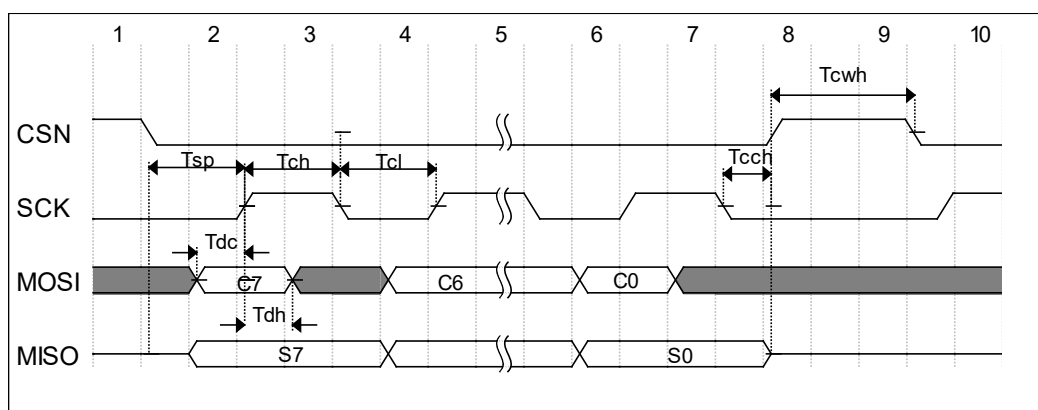 1 2 3 4 5 6 7 8 9 10
Tcwh
CSN
Tsp Tch Tcl Tcch
SCK
Tdc
MOSI C7 C6 C0
Tdh
MISO S7 S0